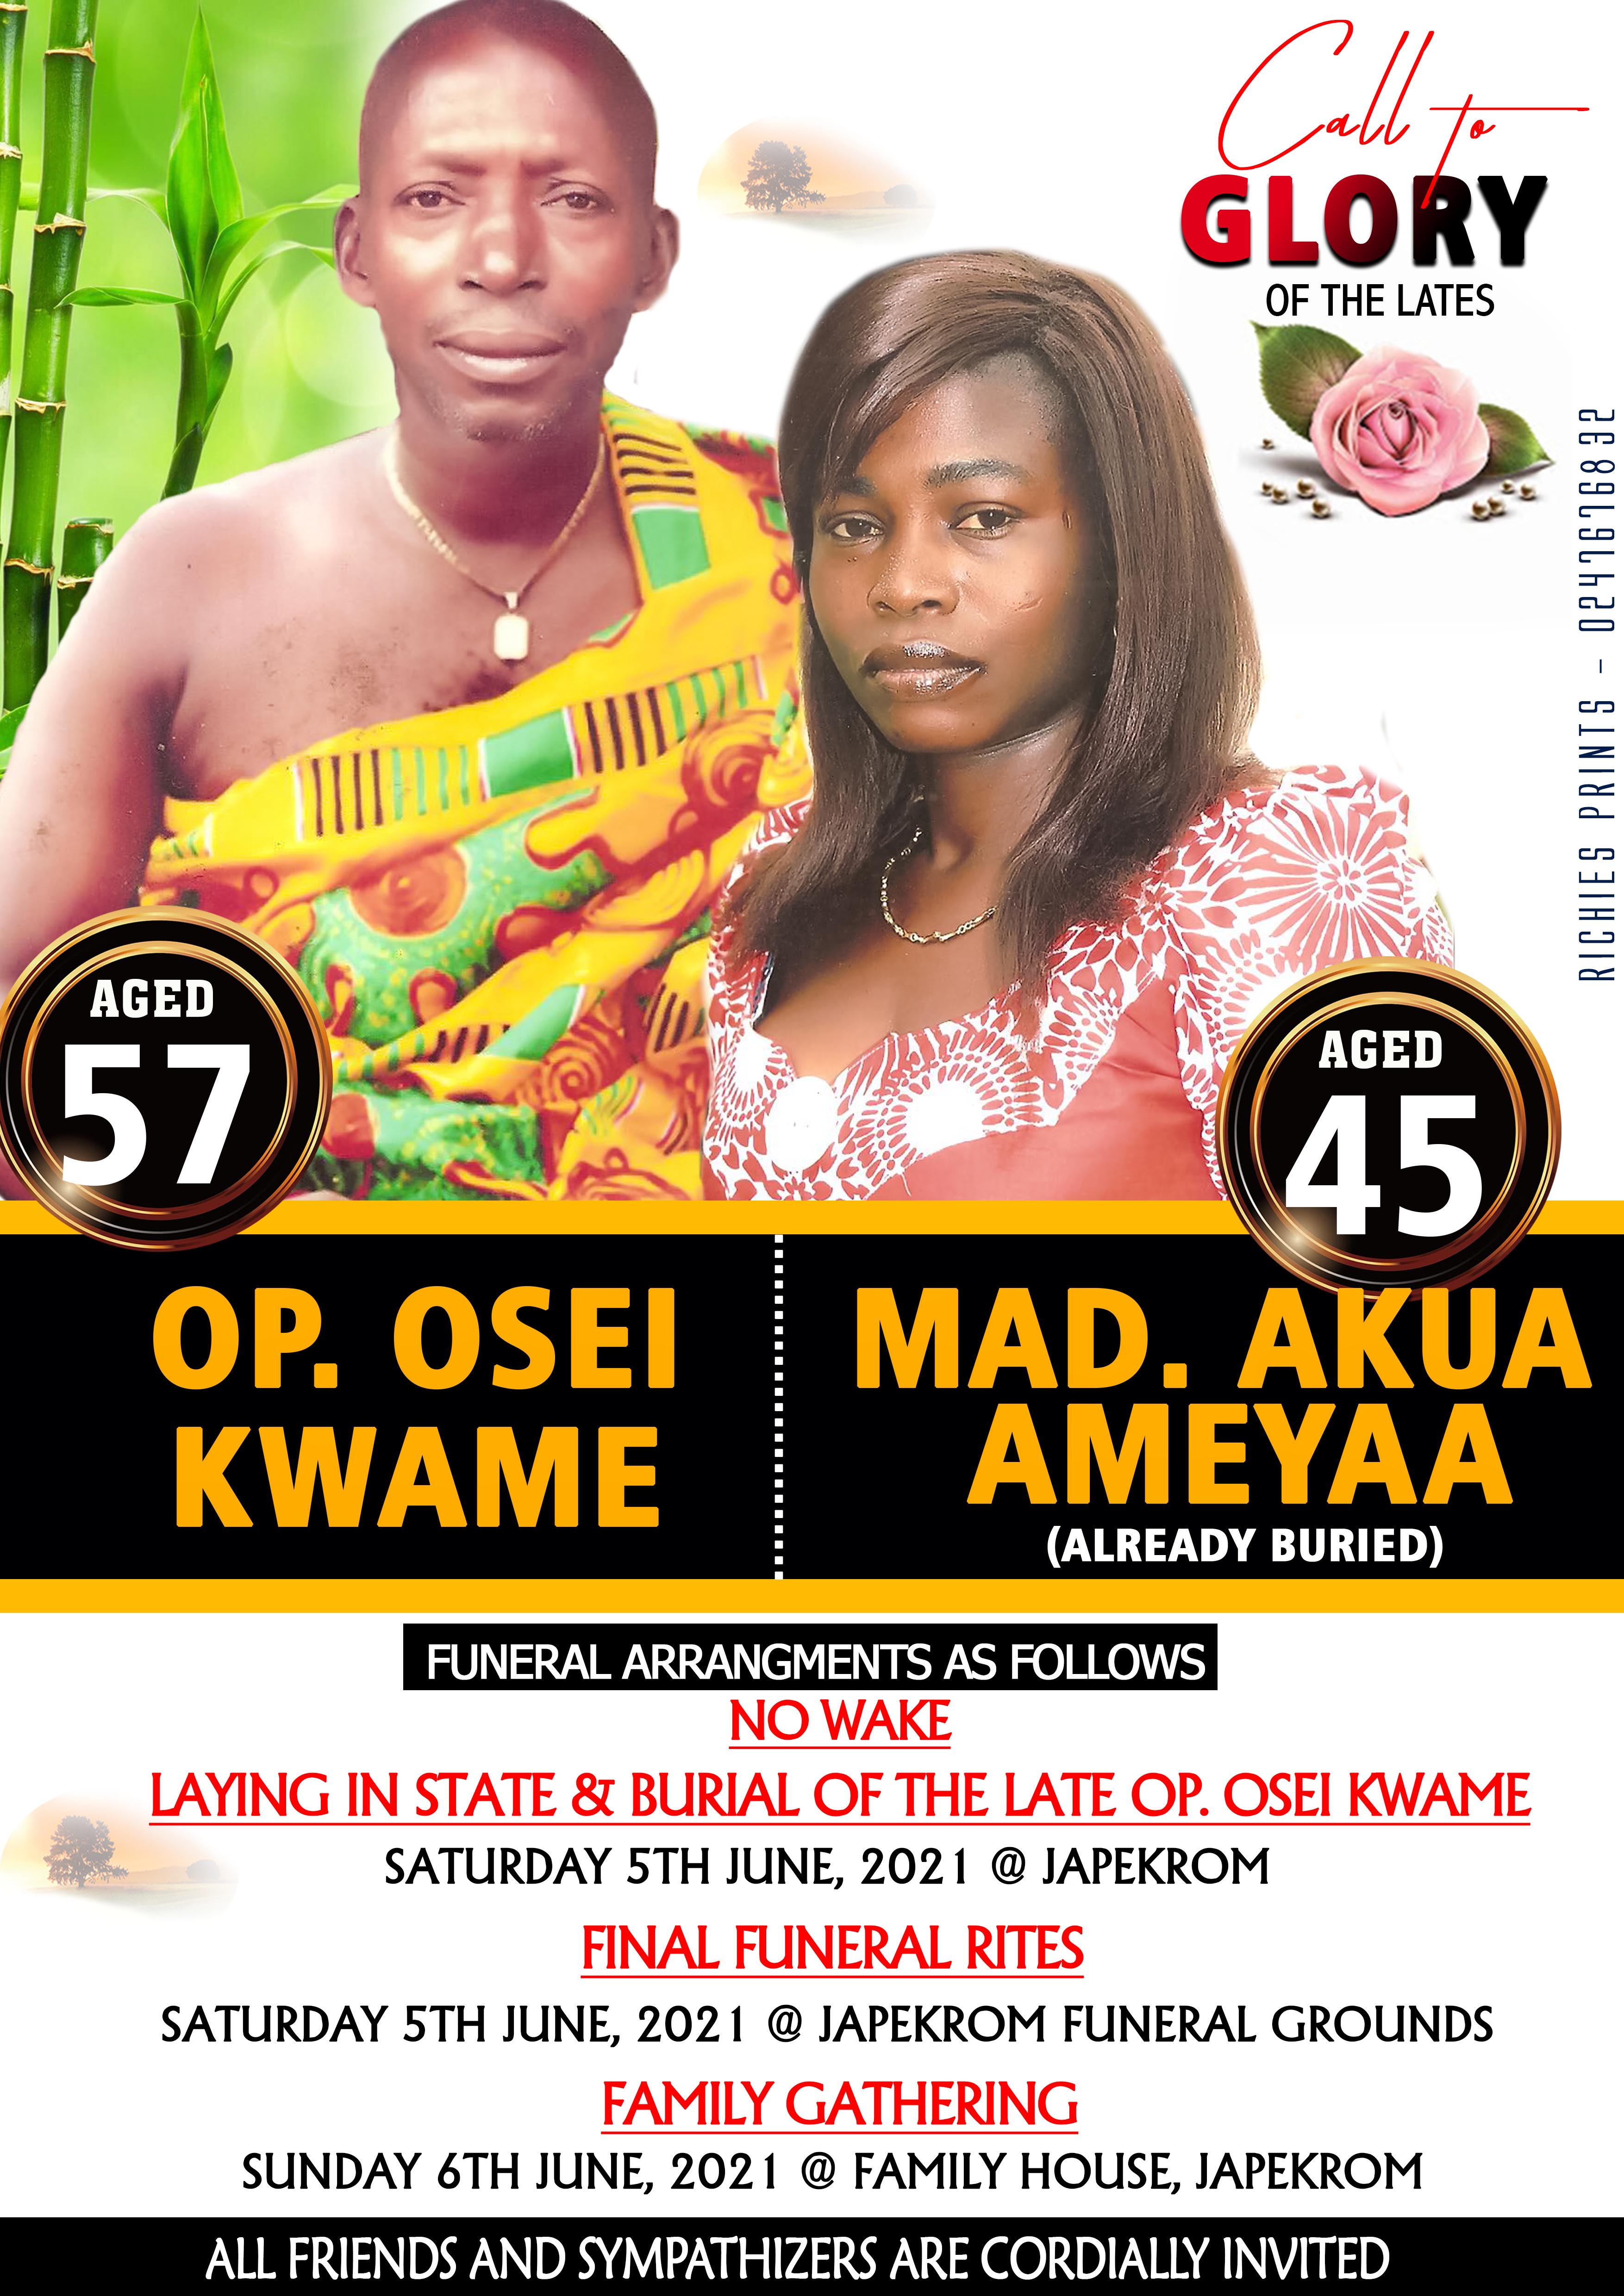 Call to
GLORY
OF THE LATES
RICHIES PRINTS - 0247676832
AGED
57
AGED
45
OP. OSEI
KWAME
MAD. AKUA
AMEYAA
(ALREADY BURIED)
FUNERAL ARRANGMENTS AS FOLLOWS
NO WAKE
LAYING IN STATE & BURIAL OF THE LATE OP. OSEI KWAME
SATURDAY 5TH JUNE, 2021 @ JAPEKROM
FINAL FUNERAL RITES
SATURDAY 5TH JUNE, 2021 @ JAPEKROM FUNERAL GROUNDS
FAMILY GATHERING
SUNDAY 6TH JUNE, 2021 @ FAMILY HOUSE, JAPEKROM
ALL FRIENDS AND SYMPATHIZERS ARE CORDIALLY INVITED